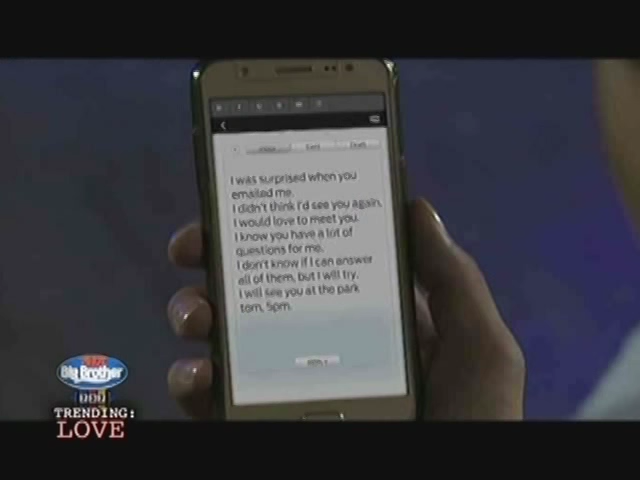 Sent
Draft
I was surprised when you
emailed me.
I didn't think I'd see you again.
I would love to meet you.
I know you have a lot of
questions for me.
I don't know if I can answer
all of them, but I will try.
I will see you at the park
tom, 5pm.
Big Brother
TRENDING:
LOVE